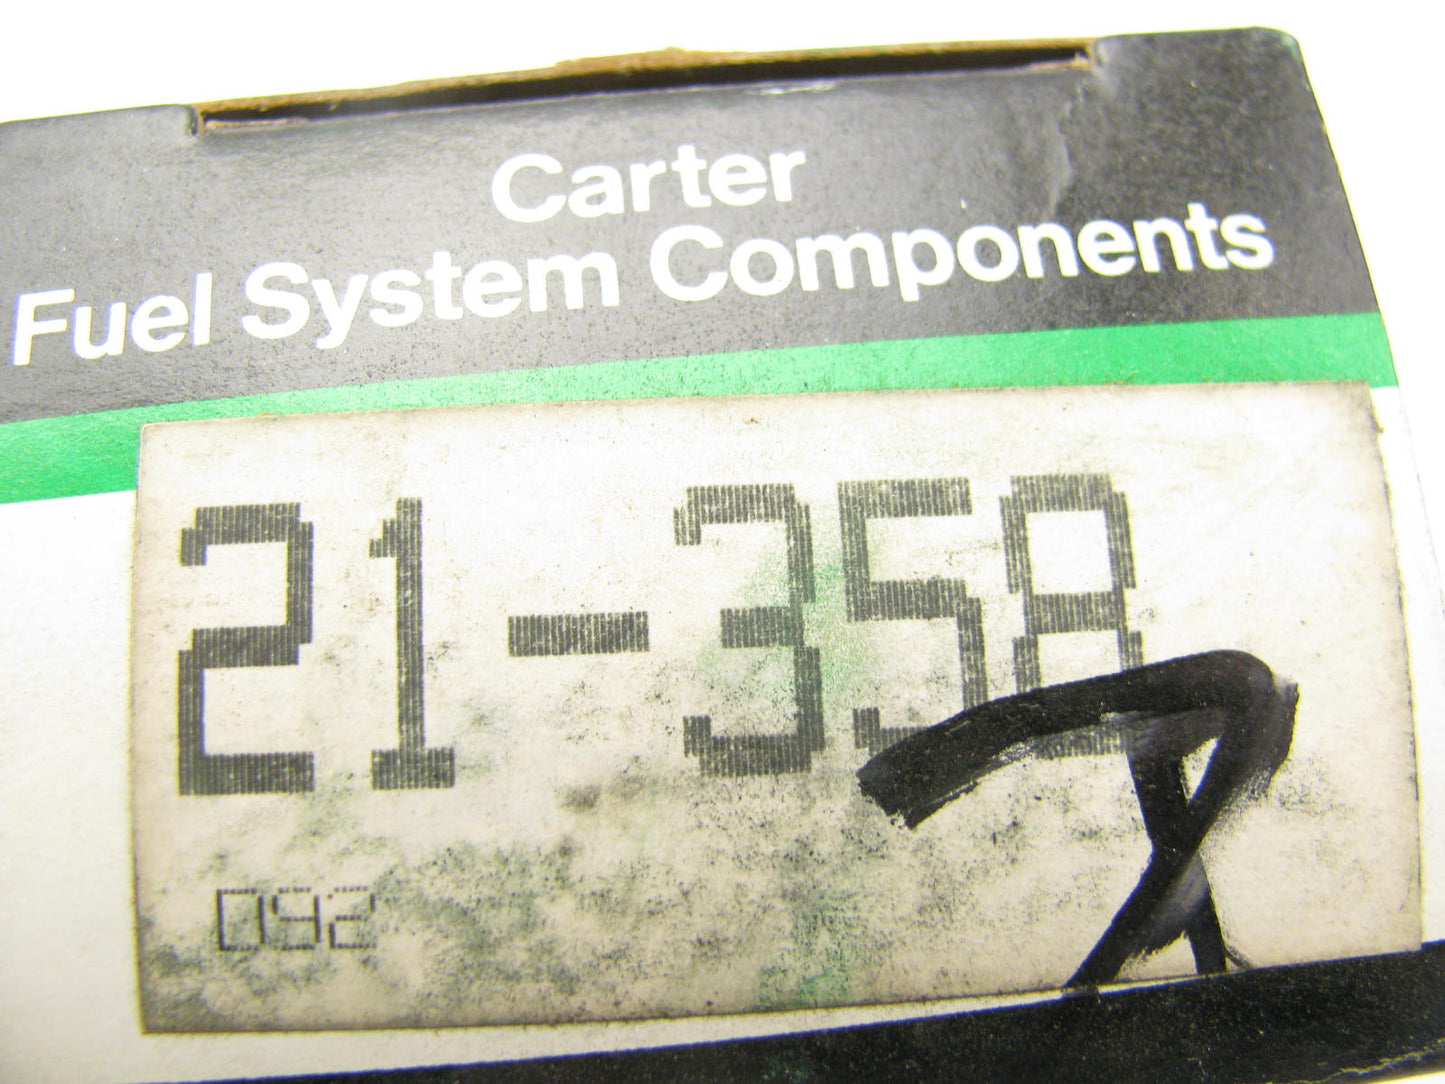 Carter
Fuel System Components
21-358
092